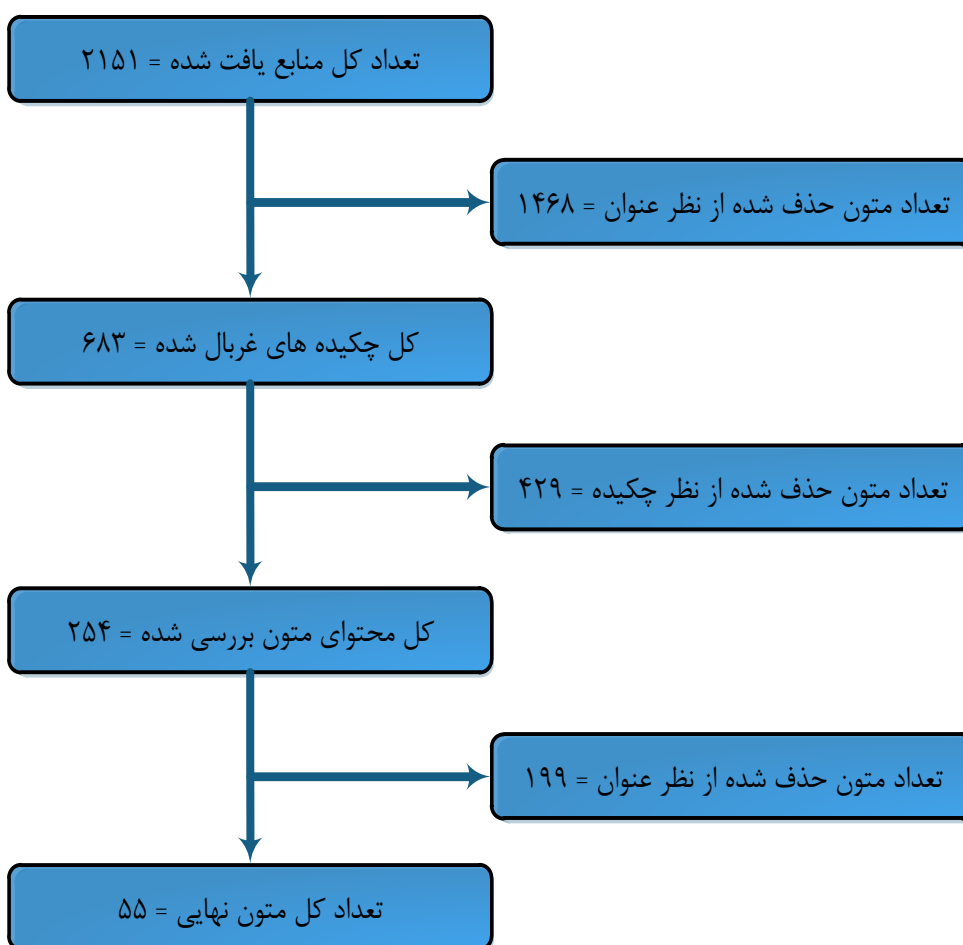 تعداد کل منابع یافت شده = ۲۱۵۱
تعداد متون حذف شده از نظر عنوان = ۱۴۶۸
کل چکیده های غربال شده = ۶۸۳
تعداد متون حذف شده از نظر چکیده = ۴۲۹
کل محتوای متون بررسی شده = ۲۵۴
تعداد متون حذف شده از نظر عنوان = ۱۹۹
تعداد کل متون نهایی = ۵۵